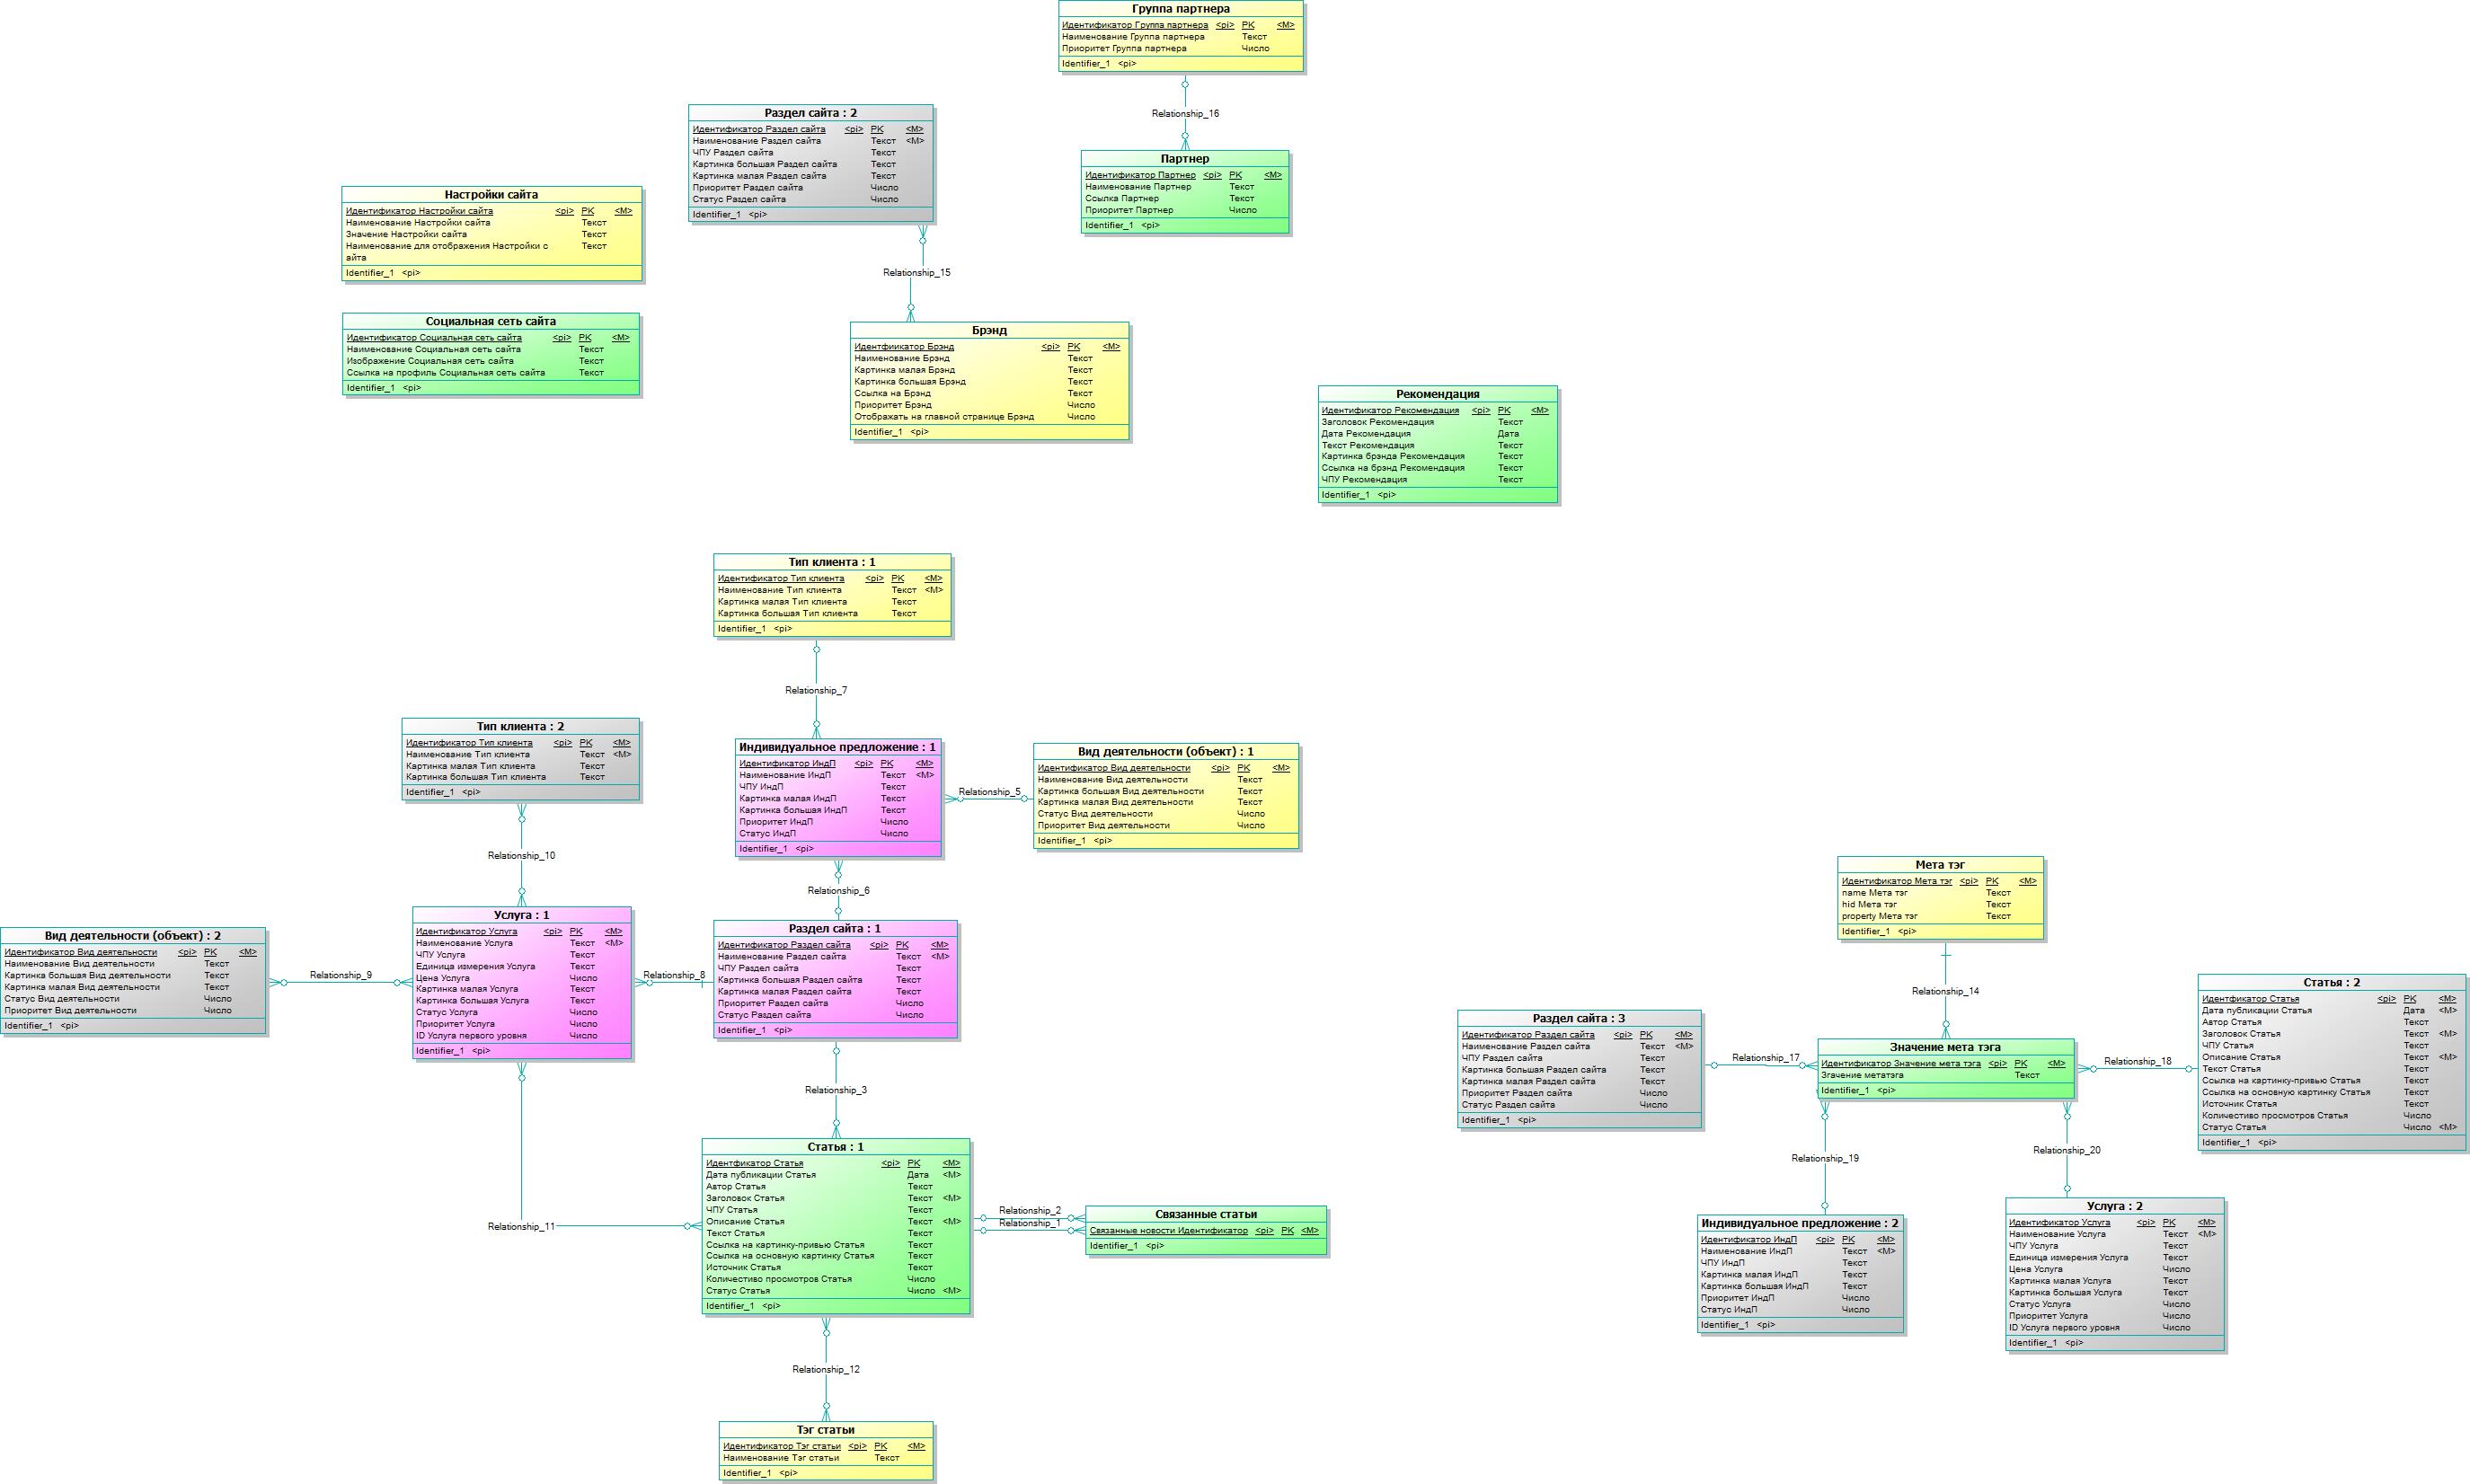 Группа партнера
Идентификатор Группа партнера <pi> PK <M>
Наименование Группа партнера Текст
Приоритет Группа партнера Число
Identifier_1 <pi>
Relationship_16
Партнер
Идентификатор Партнер <pi> PK <M>
Наименование Партнер Текст
Ссылка Партнер Текст
Приоритет Партнер Число
Identifier_1 <pi>
Раздел сайта : 2
Идентификатор Раздел сайта <pi> PK <M>
Наименование Раздел сайта Текст <M>
ЧПУ Раздел сайта Текст
Картинка большая Раздел сайта Текст
Картинка малая Раздел сайта Текст
Приоритет Раздел сайта Число
Статус Раздел сайта Число
Identifier_1 <pi>
Relationship_15
Настройки сайта
Идентификатор Настройки сайта <pi> PK <M>
Наименование Настройки сайта Текст
Значение Настройки сайта Текст
Наименование для отображения Настройки с Текст
айта
Identifier_1 <pi>
Социальная сеть сайта
Идентификатор Социальная сеть сайта <pi> PK <M>
Наименование Социальная сеть сайта Текст
Изображение Социальная сеть сайта Текст
Ссылка на профиль Социальная сеть сайта Текст
Identifier_1 <pi>
Брэнд
Идентфиикатор Брэнд <pi> PK <M>
Наименование Брэнд Текст
Картинка малая Брэнд Текст
Картинка большая Брэнд Текст
Ссылка на Брэнд Текст
Приоритет Брэнд Число
Отображать на главной странице Брэнд Число
Identifier_1 <pi>
Рекомендация
Идентификатор Рекомендация <pi> PK <M>
Заголовок Рекомендация Текст
Дата Рекомендация Дата
Текст Рекомендация Текст
Картинка брэнда Рекомендация Текст
Ссылка на брэнд Рекомендация Текст
ЧПУ Рекомендация Текст
Identifier_1 <pi>
Тип клиента : 1
Идентификатор Тип клиента <pi> PK <M>
Наименование Тип клиента Текст <M>
Картинка малая Тип клиента Текст
Картинка большая Тип клиента Текст
Identifier_1 <pi>
Relationship_7
Тип клиента : 2
Идентификатор Тип клиента <pi> PK <M>
Наименование Тип клиента Текст <M>
Картинка малая Тип клиента Текст
Картинка большая Тип клиента Текст
Identifier_1 <pi>
Relationship_10
Индивидуальное предложение : 1
Идентификатор ИндП <pi> PK <M>
Наименование ИндП Текст <M>
ЧПУ ИндП Текст
Картинка малая ИндП Текст
Картинка большая ИндП Текст
Приоритет ИндП Число
Статус ИндП Число
Identifier_1 <pi>
Relationship_5
Вид деятельности (объект) : 1
Идентификатор Вид деятельности <pi> PK <M>
Наименование Вид деятельности Текст
Картинка большая Вид деятельности Текст
Картинка малая Вид деятельности Текст
Статус Вид деятельности Число
Приоритет Вид деятельности Число
Identifier_1 <pi>
Relationship_6
Вид деятельности (объект) : 2
Идентификатор Вид деятельности <pi> PK <M>
Наименование Вид деятельности Текст
Картинка большая Вид деятельности Текст
Картинка малая Вид деятельности Текст
Статус Вид деятельности Число
Приоритет Вид деятельности Число
Identifier_1 <pi>
Relationship_9
Услуга : 1
Идентификатор Услуга <pi> PK <M>
Наименование Услуга Текст <M>
ЧПУ Услуга Текст
Единица измерения Услуга Текст
Цена Услуга Число
Картинка малая Услуга Текст
Картинка большая Услуга Текст
Статус Услуга Число
Приоритет Услуга Число
ID Услуга первого уровня Число
Identifier_1 <pi>
Relationship_8
Раздел сайта : 1
Идентификатор Раздел сайта <pi> PK <M>
Наименование Раздел сайта Текст <M>
ЧПУ Раздел сайта Текст
Картинка большая Раздел сайта Текст
Картинка малая Раздел сайта Текст
Приоритет Раздел сайта Число
Статус Раздел сайта Число
Identifier_1 <pi>
Relationship_3
Relationship_11
Статья : 1
Идентфикатор Статья <pi> PK <M>
Дата публикации Статья Дата <M>
Автор Статья Текст
Заголовок Статья Текст <M>
ЧПУ Статья Текст
Описание Статья Текст <M>
Текст Статья Текст
Ссылка на картинку-привью Статья Текст
Ссылка на основную картинку Статья Текст
Источник Статья Текст
Количестиво просмотров Статья Число
Статус Статья Число <M>
Identifier_1 <pi>
Relationship_2
Relationship_1
Связанные статьи
Связанные новости Идентификатор <pi> PK <M>
Identifier_1 <pi>
Relationship_12
Тэг статьи
Идентификатор Тэг статьи <pi> PK <M>
Наименование Тэг статьи Текст
Identifier_1 <pi>
Мета тэг
Идентификатор Мета тэг <pi> PK <M>
name Мета тэг Текст
hid Мета тэг Текст
property Мета тэг Текст
Identifier_1 <pi>
Relationship_14
Раздел сайта : 3
Идентификатор Раздел сайта <pi> PK <M>
Наименование Раздел сайта Текст <M>
ЧПУ Раздел сайта Текст
Картинка большая Раздел сайта Текст
Картинка малая Раздел сайта Текст
Приоритет Раздел сайта Число
Статус Раздел сайта Число
Identifier_1 <pi>
Relationship_17
Значение мета тэга
Идентификатор Значение мета тэга <pi> PK <M>
Згачение метатэга Текст
Identifier_1 <pi>
Relationship_18
Статья : 2
Идентфикатор Статья <pi> PK <M>
Дата публикации Статья Дата <M>
Автор Статья Текст
Заголовок Статья Текст <M>
ЧПУ Статья Текст
Описание Статья Текст <M>
Текст Статья Текст
Ссылка на картинку-привью Статья Текст
Ссылка на основную картинку Статья Текст
Источник Статья Текст
Количестиво просмотров Статья Число
Статус Статья Число <M>
Identifier_1 <pi>
Relationship_19
Relationship_20
Индивидуальное предложение : 2
Идентификатор ИндП <pi> PK <M>
Наименование ИндП Текст <M>
ЧПУ ИндП Текст
Картинка малая ИндП Текст
Картинка большая ИндП Текст
Приоритет ИндП Число
Статус ИндП Число
Identifier_1 <pi>
Услуга : 2
Идентификатор Услуга <pi> PK <M>
Наименование Услуга Текст <M>
ЧПУ Услуга Текст
Единица измерения Услуга Текст
Цена Услуга Число
Картинка малая Услуга Текст
Картинка большая Услуга Текст
Статус Услуга Число
Приоритет Услуга Число
ID Услуга первого уровня Число
Identifier_1 <pi>